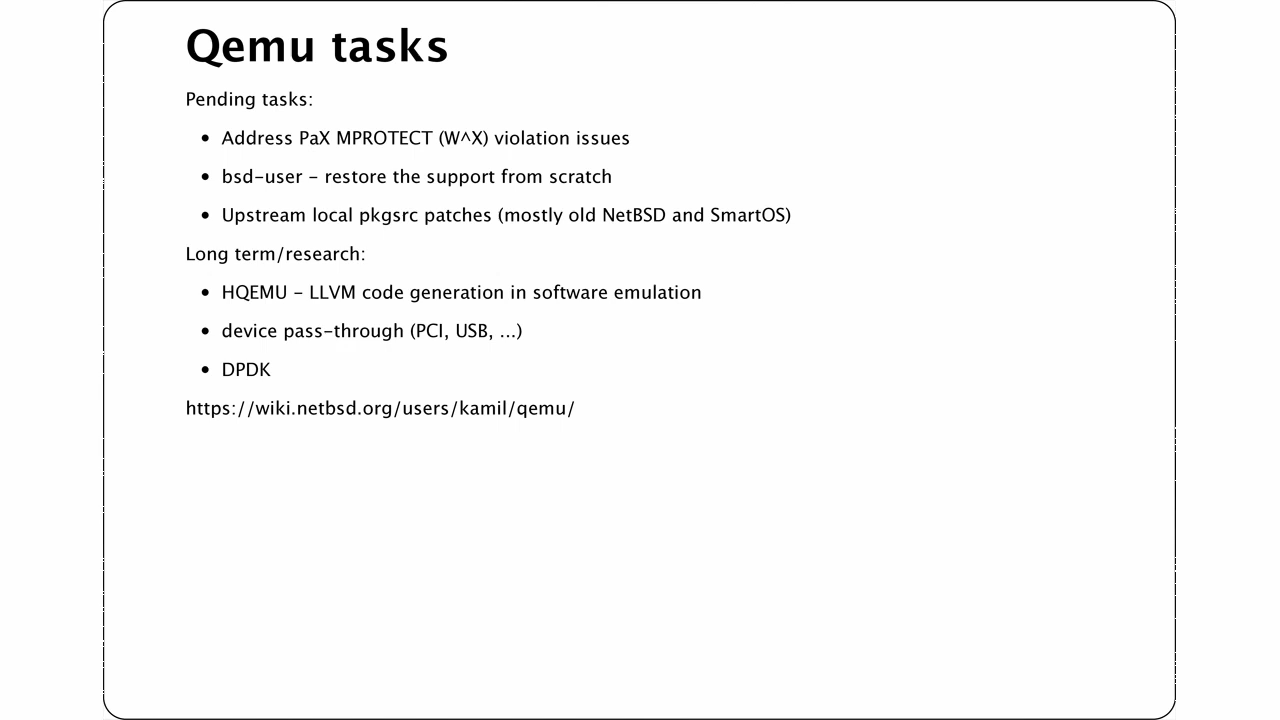 Qemu tasks
Pending tasks:
• Address PaX MPROTECT (W^X) violation issues
• bsd-user - restore the support from scratch
• Upstream local pkgsrc patches (mostly old NetBSD and SmartOS)
Long term/research:
• HQEMU - LLVM code generation in software emulation
• device pass-through (PCI, USB, ...)
• DPDK
https://wiki.netbsd.org/users/kamil/qemu/